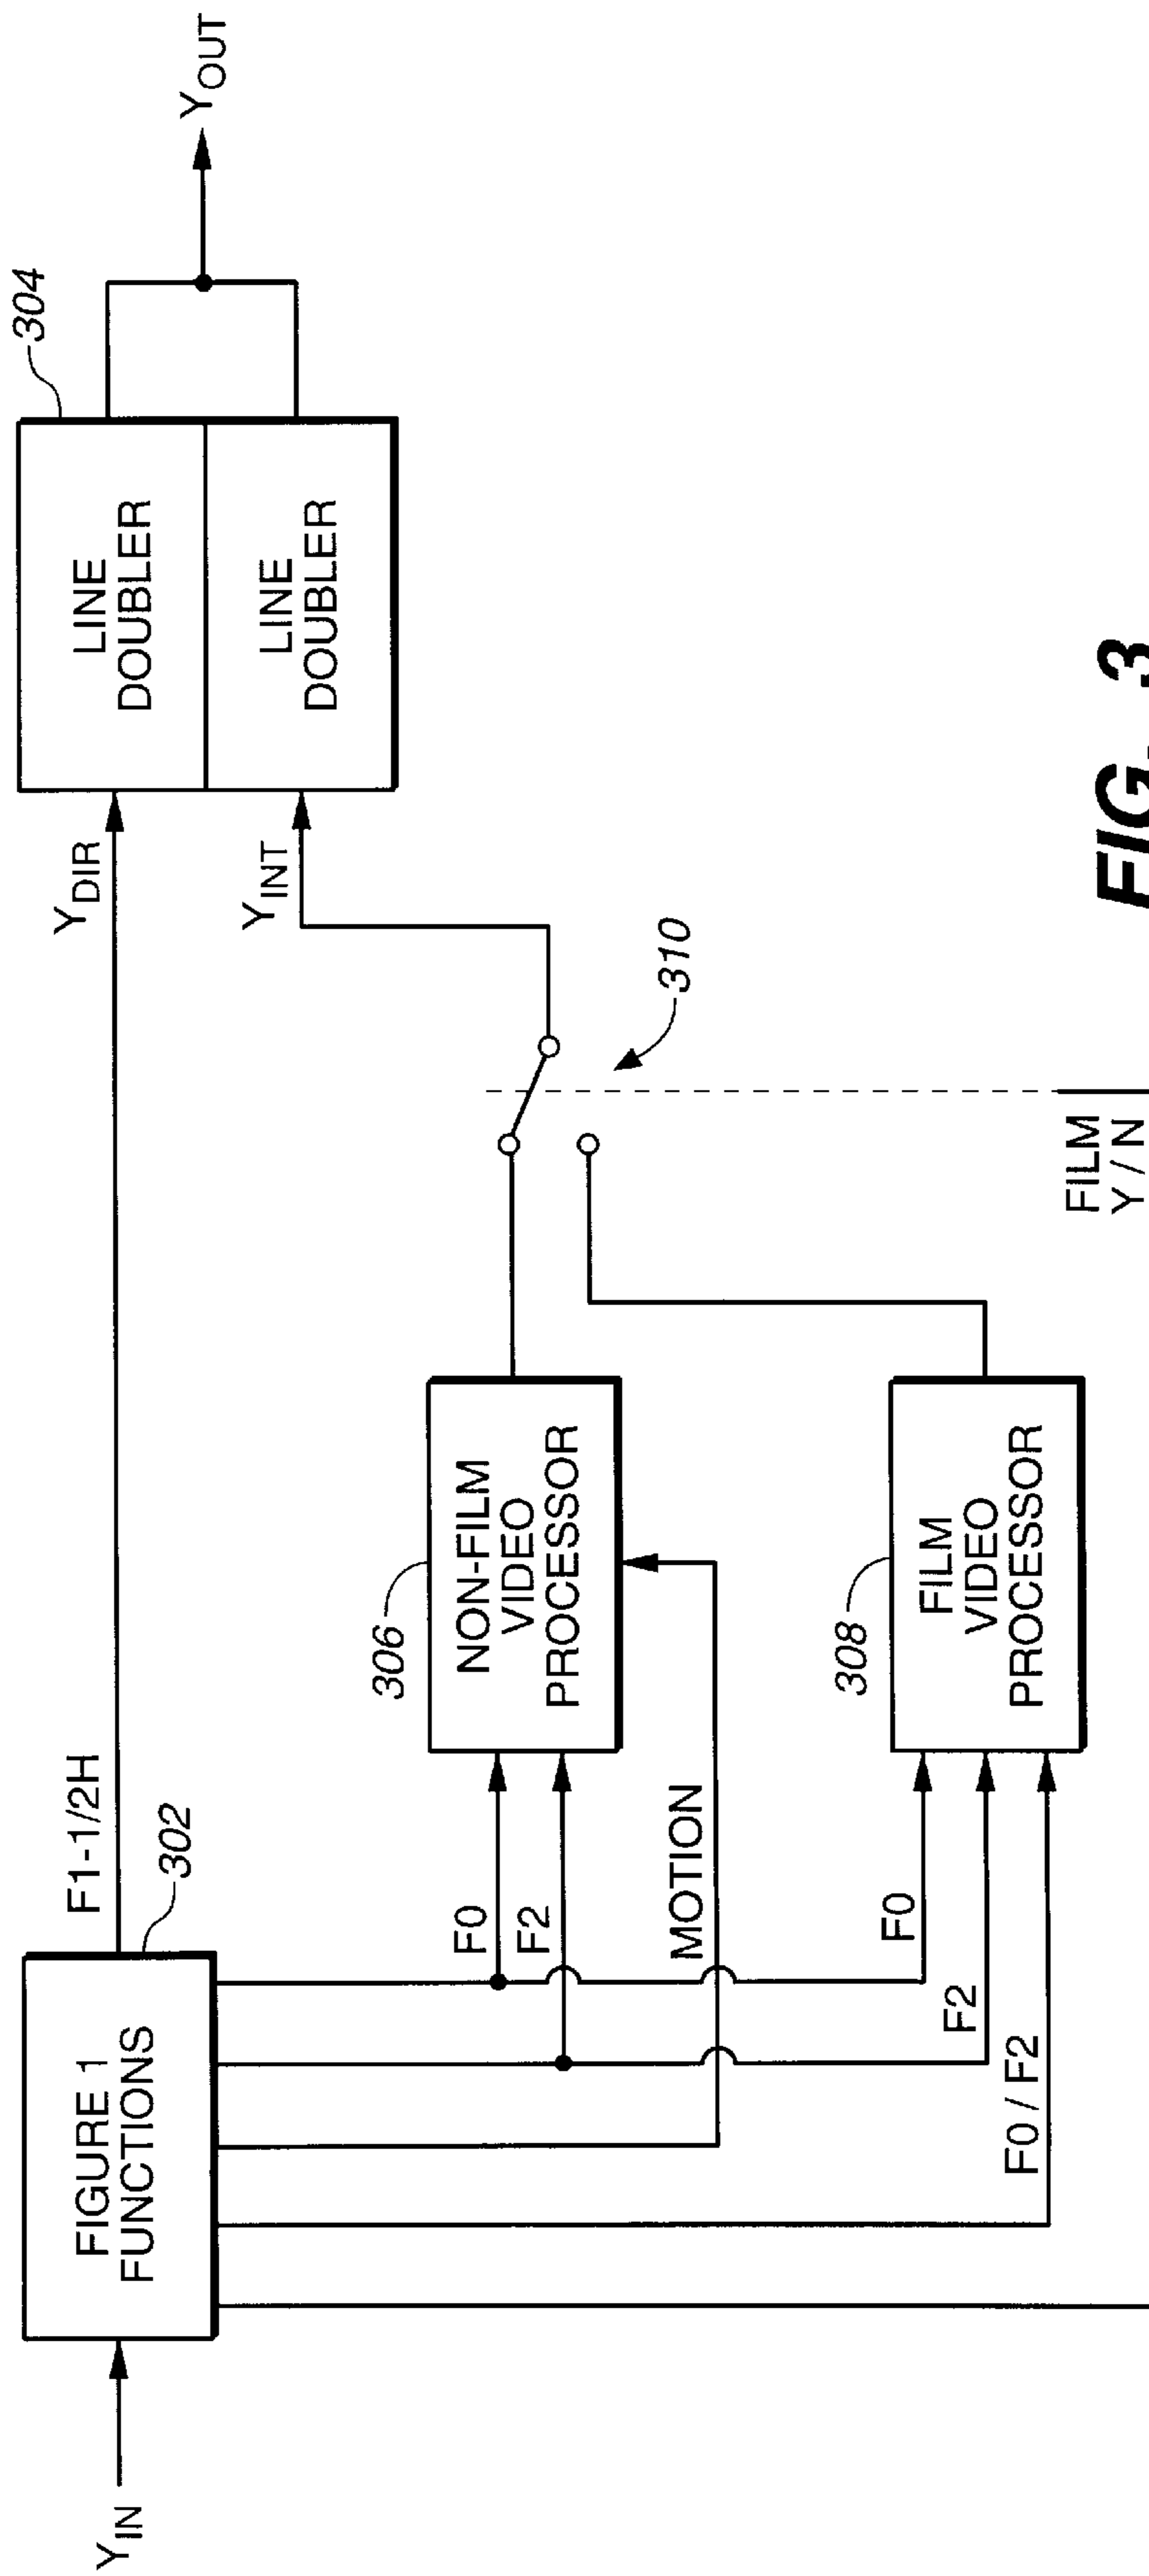 Y_IN
FIGURE 1
FUNCTIONS
302
F1-1/2H
Y_DIR
LINE
DOUBLER
304
Y_OUT
Y_INT
LINE
DOUBLER
F0
F2
306
NON-FILM
VIDEO
PROCESSOR
310
MOTION
F0
F2
F0 / F2
308
FILM
VIDEO
PROCESSOR
FILM
Y / N
FIG. 3